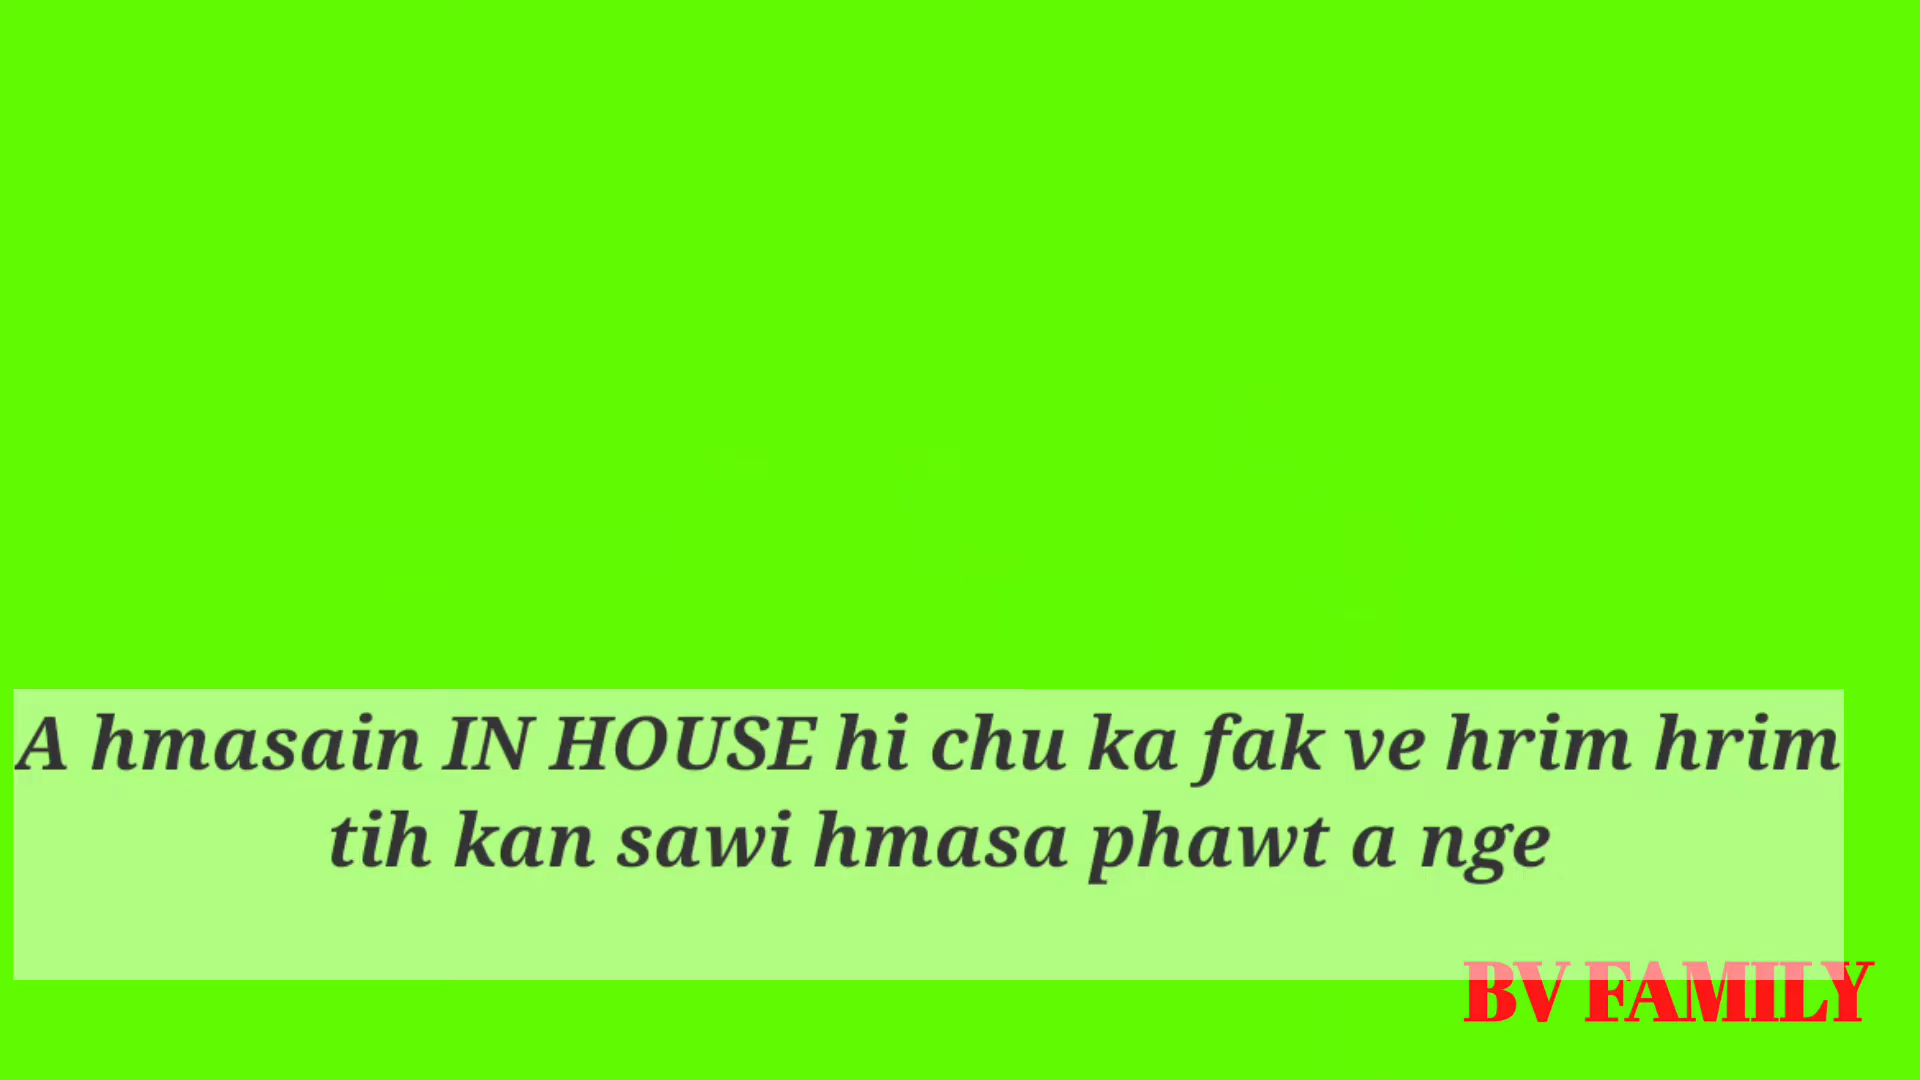 A hmasain IN HOUSE hi chu ka fak ve hrim hrim
tih kan sawi hmasa phawt a nge
BV FAMILY